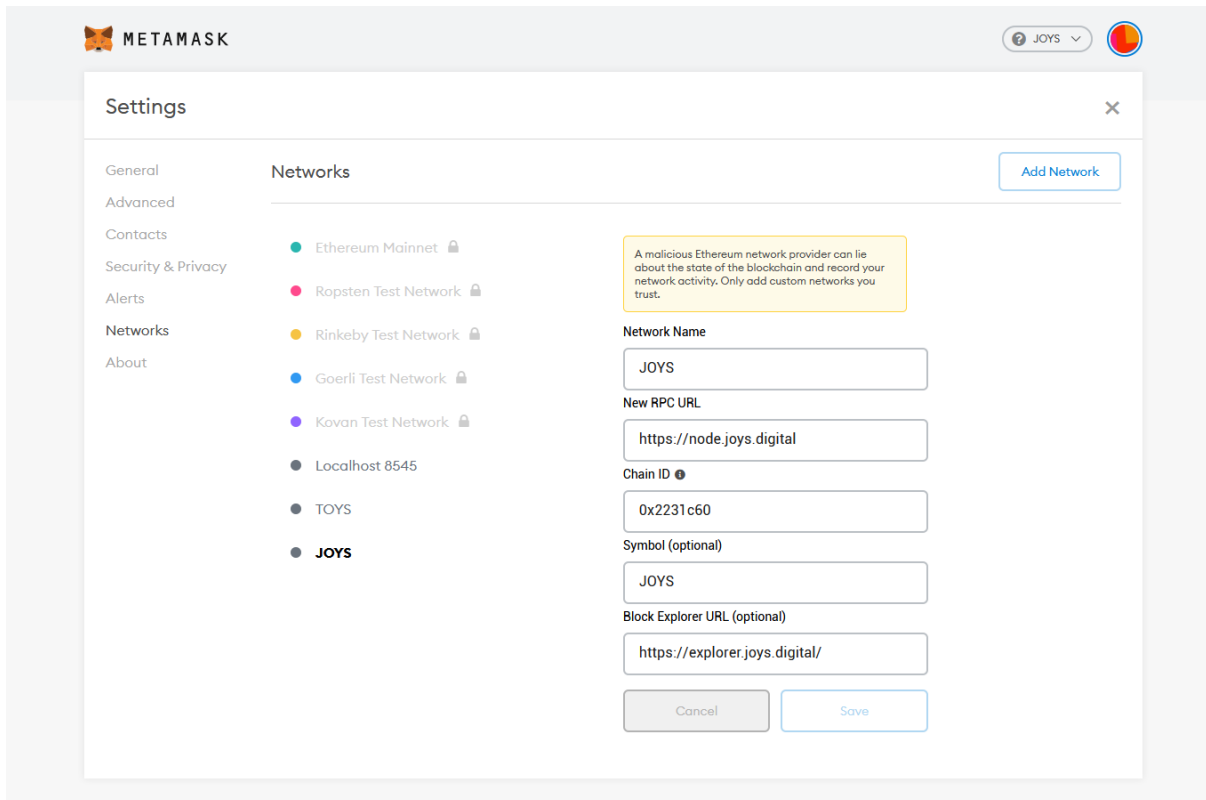 METAMASK
JOYS
Settings
General
Advanced
Contacts
Security & Privacy
Alerts
Networks
About
Networks
Add Network
Ethereum Mainnet
Ropsten Test Network
Rinkeby Test Network
Goerli Test Network
Kovan Test Network
Localhost 8545
TOYS
JOYS
A malicious Ethereum network provider can lie
about the state of the blockchain and record your
network activity. Only add custom networks you
trust.
Network Name
JOYS
New RPC URL
https://node.joys.digital
Chain ID
0x2231c60
Symbol (optional)
JOYS
Block Explorer URL (optional)
https://explorer.joys.digital/
Cancel
Save